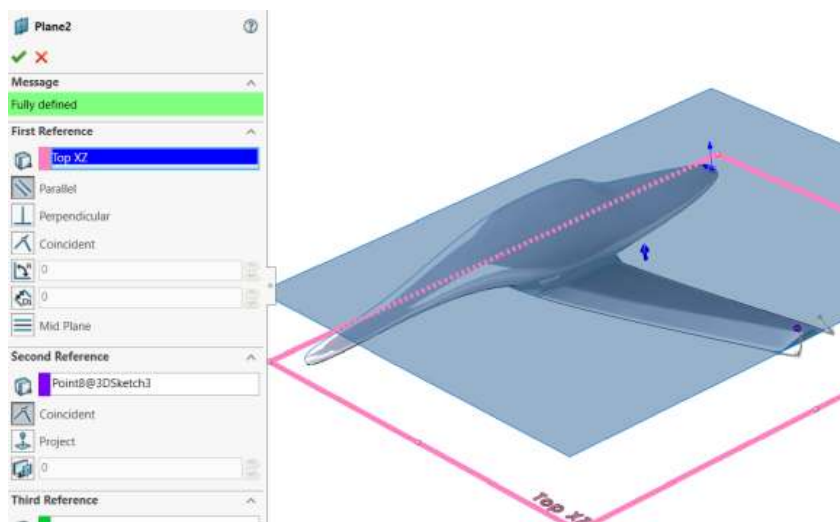 Plane2
Message
Fully defined
First Reference
Top XZ
Parallel
Perpendicular
Coincident
0
0
Mid Plane
Second Reference
Point8@3DSketch3
Coincident
Project
0
Third Reference
Top XZ